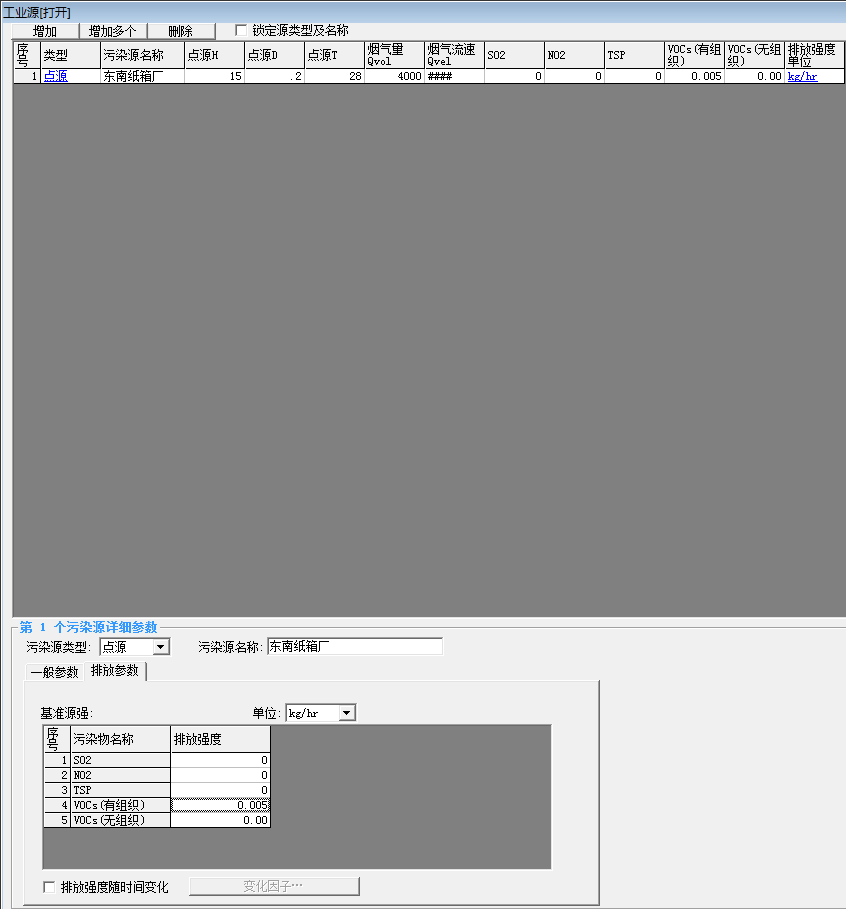 工业源[打开]
增加 增加多个 删除 锁定源类型及名称
序号 类型 污染源名称 点源H 点源D 点源T 烟气量Qvol 烟气流速Qvel SO2 NO2 TSP VOCs(有组织) VOCs(无组织) 排放强度单位
1 点源 东南纸箱厂 15 .2 28 4000 #### 0 0 0 0.005 0.00 kg/hr
第 1 个污染源详细参数
污染源类型: 点源 污染源名称: 东南纸箱厂
一般参数 排放参数
基准源强: 单位: kg/hr
序号 污染物名称 排放强度
1 SO2 0
2 NO2 0
3 TSP 0
4 VOCs(有组织) 0.005
5 VOCs(无组织) 0.00
排放强度随时间变化 变化因子…